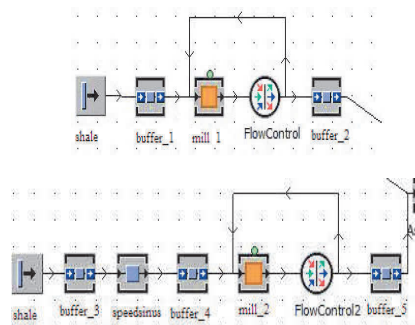 shale buffer_1 mill_1 FlowControl buffer_2
shale buffer_3 speedsinus buffer_4 mill_2 FlowControl2 buffer_5